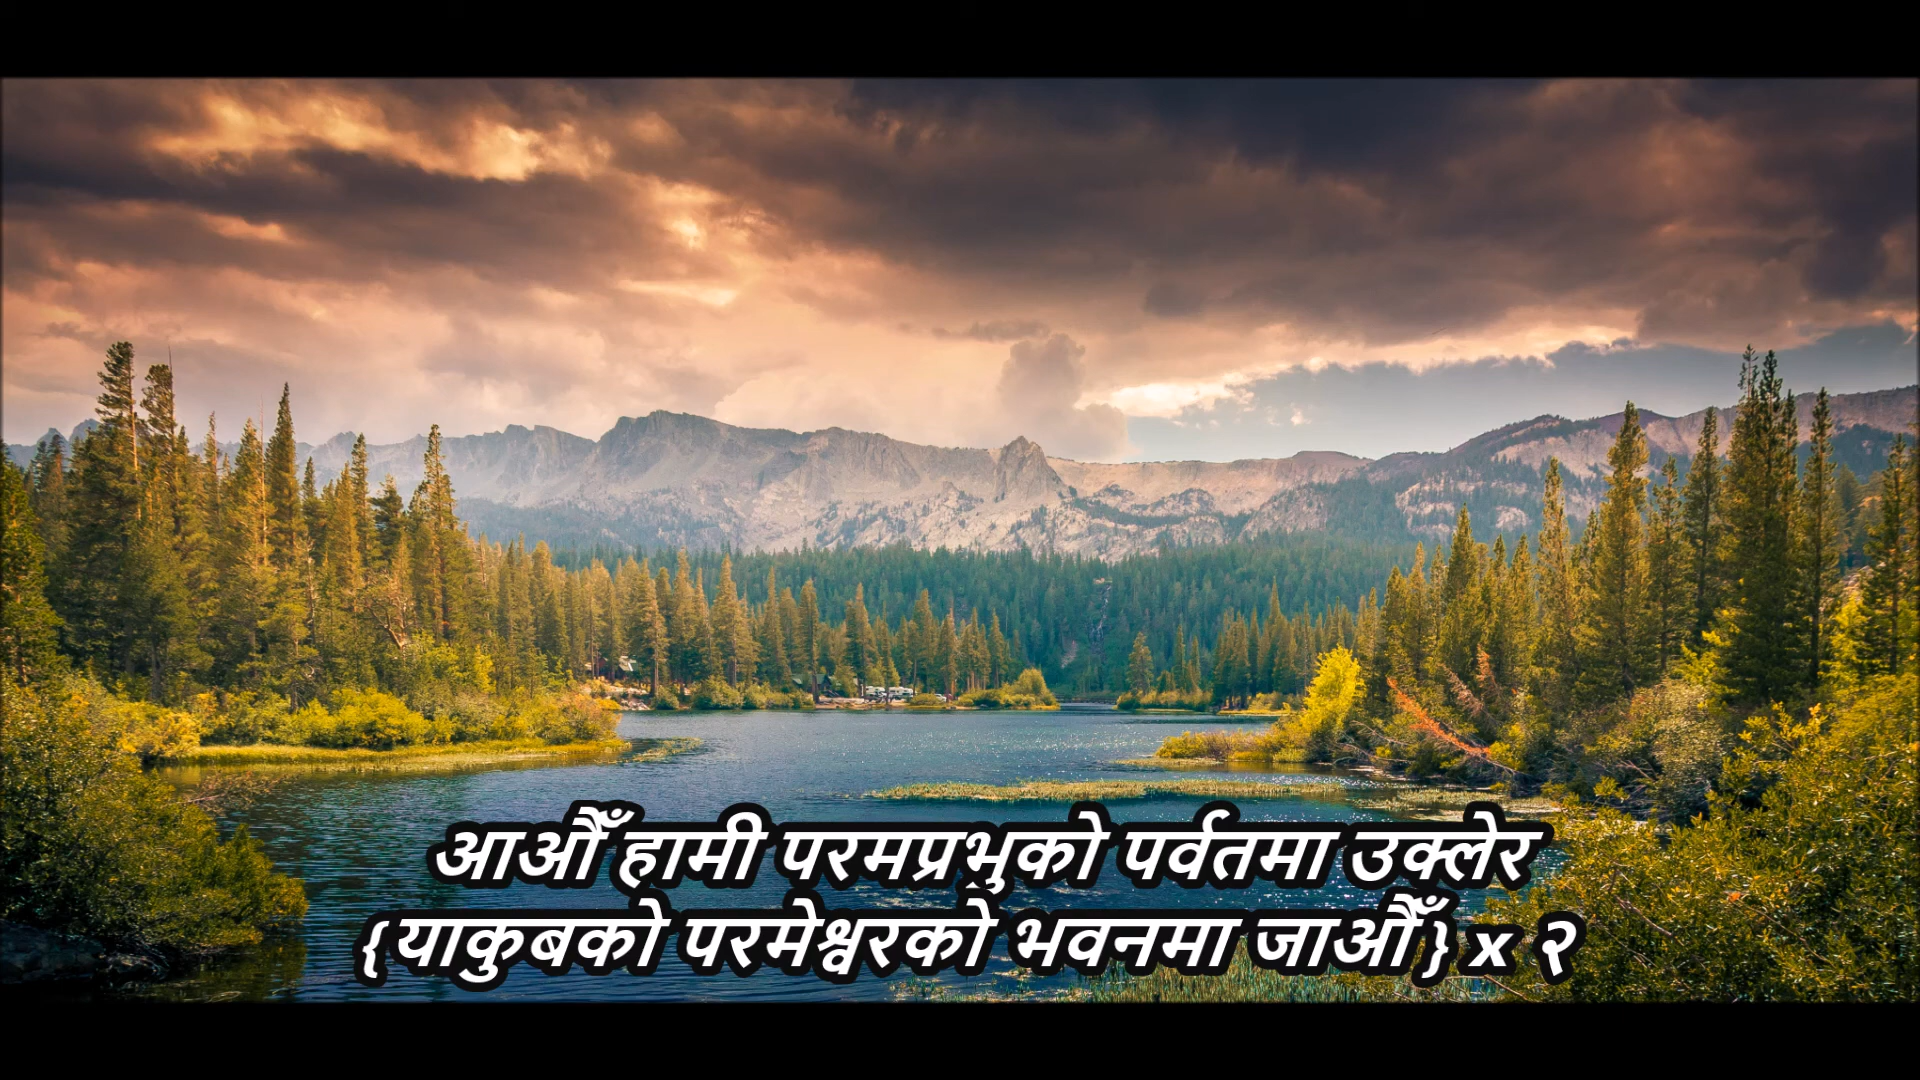 आऔँ हामी परमप्रभुको पर्वतमा उक्लेर
{याकुबको परमेश्वरको भवनमा जाऔँ} x २